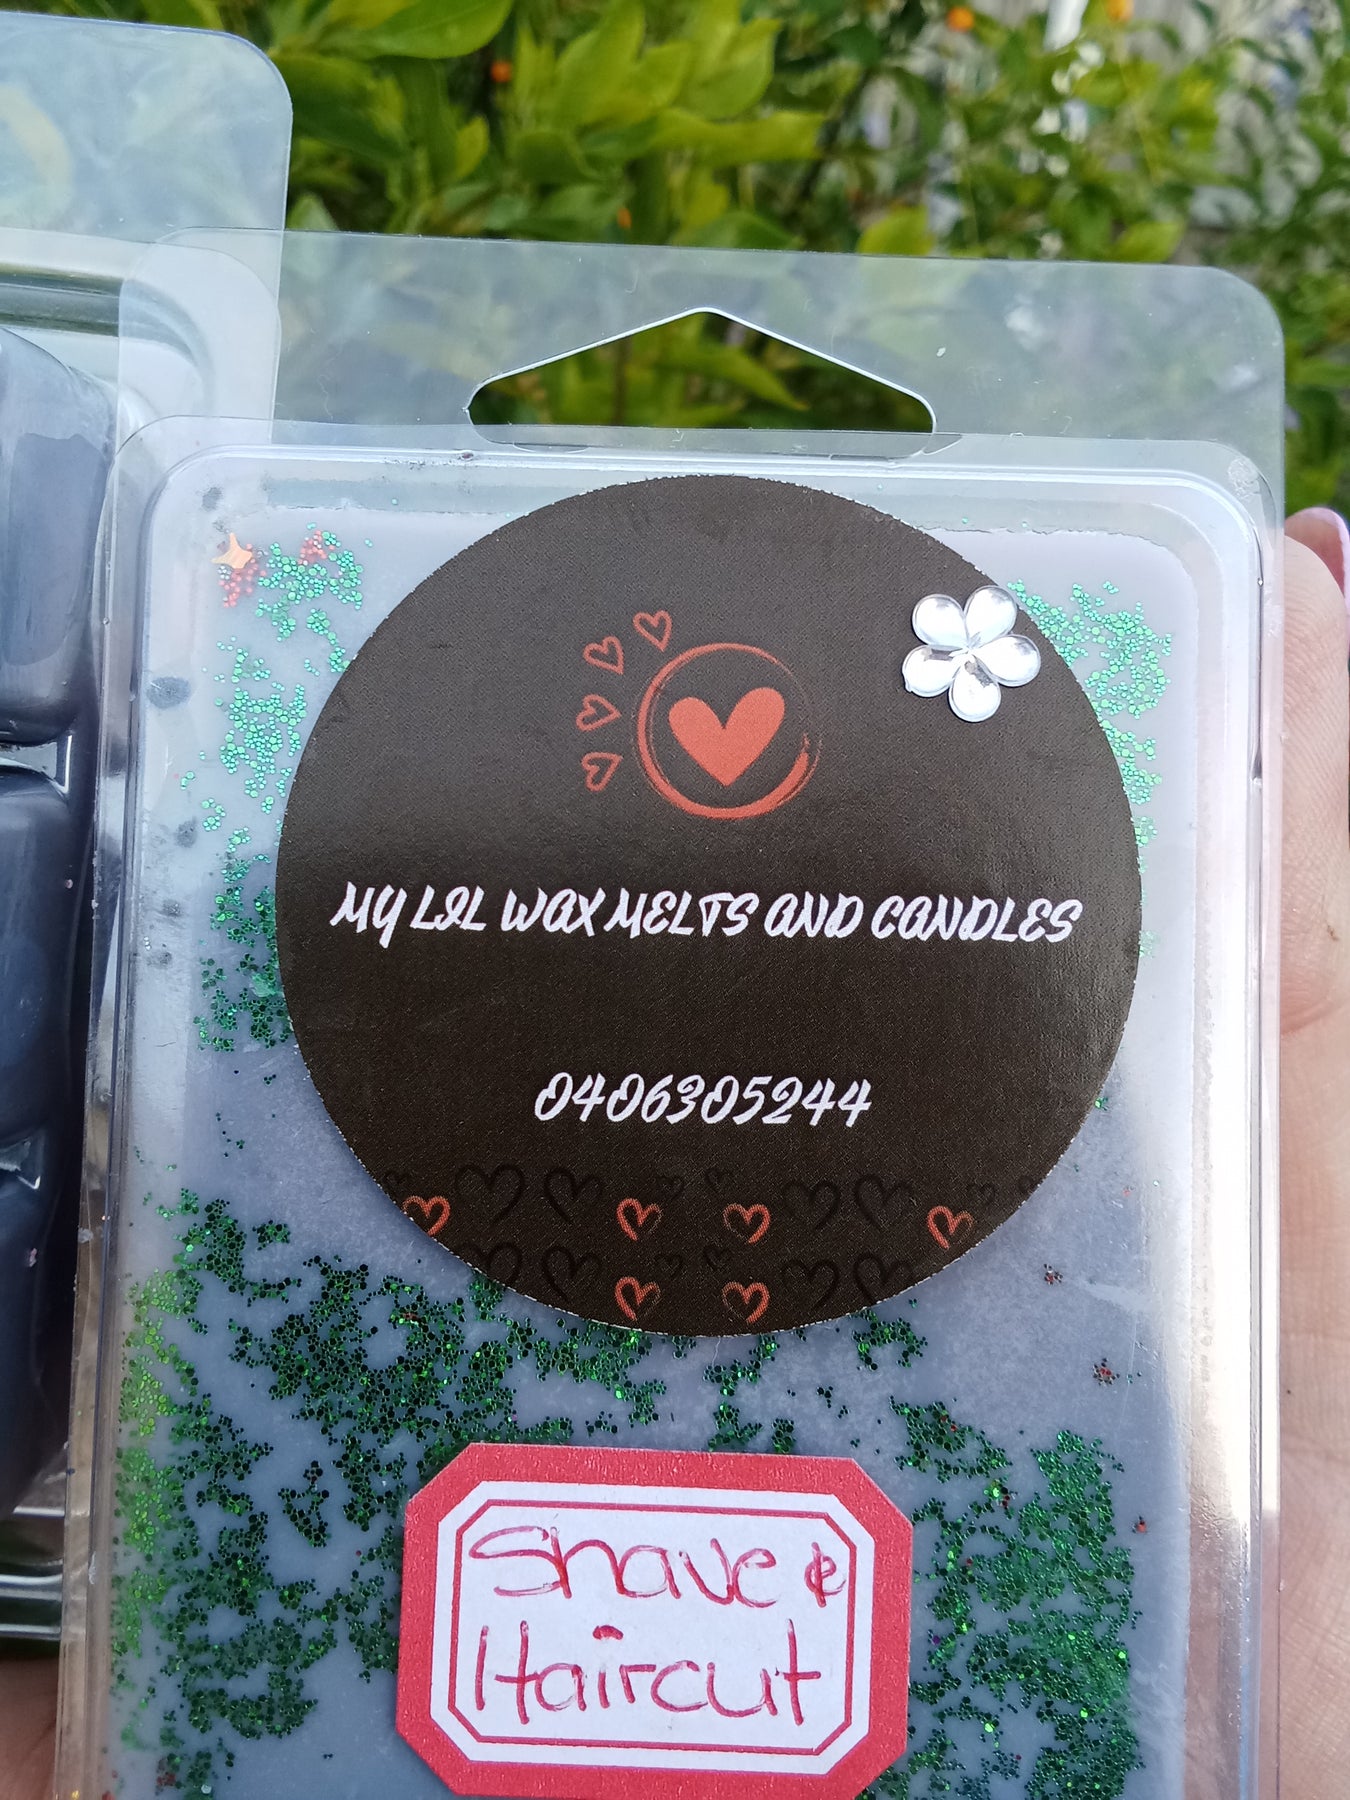 MY LIL WAX MELTS AND CANDLES
0406305244
Shave &
Haircut